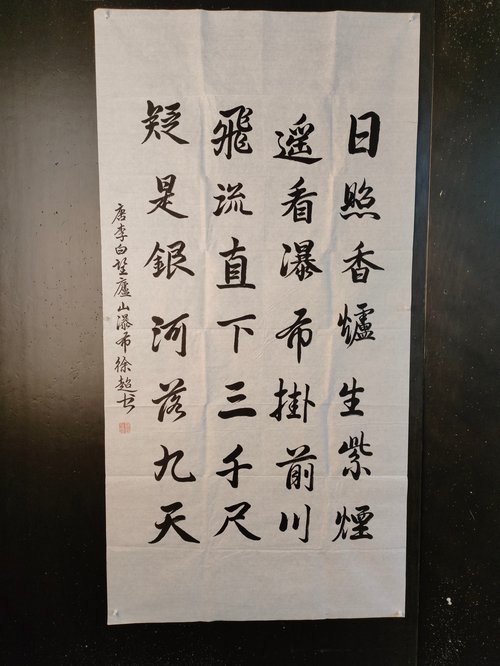 日照香爐生紫煙
遥看瀑布掛前川
飛流直下三千尺
疑是銀河落九天
唐李白望廬山瀑布徐超书